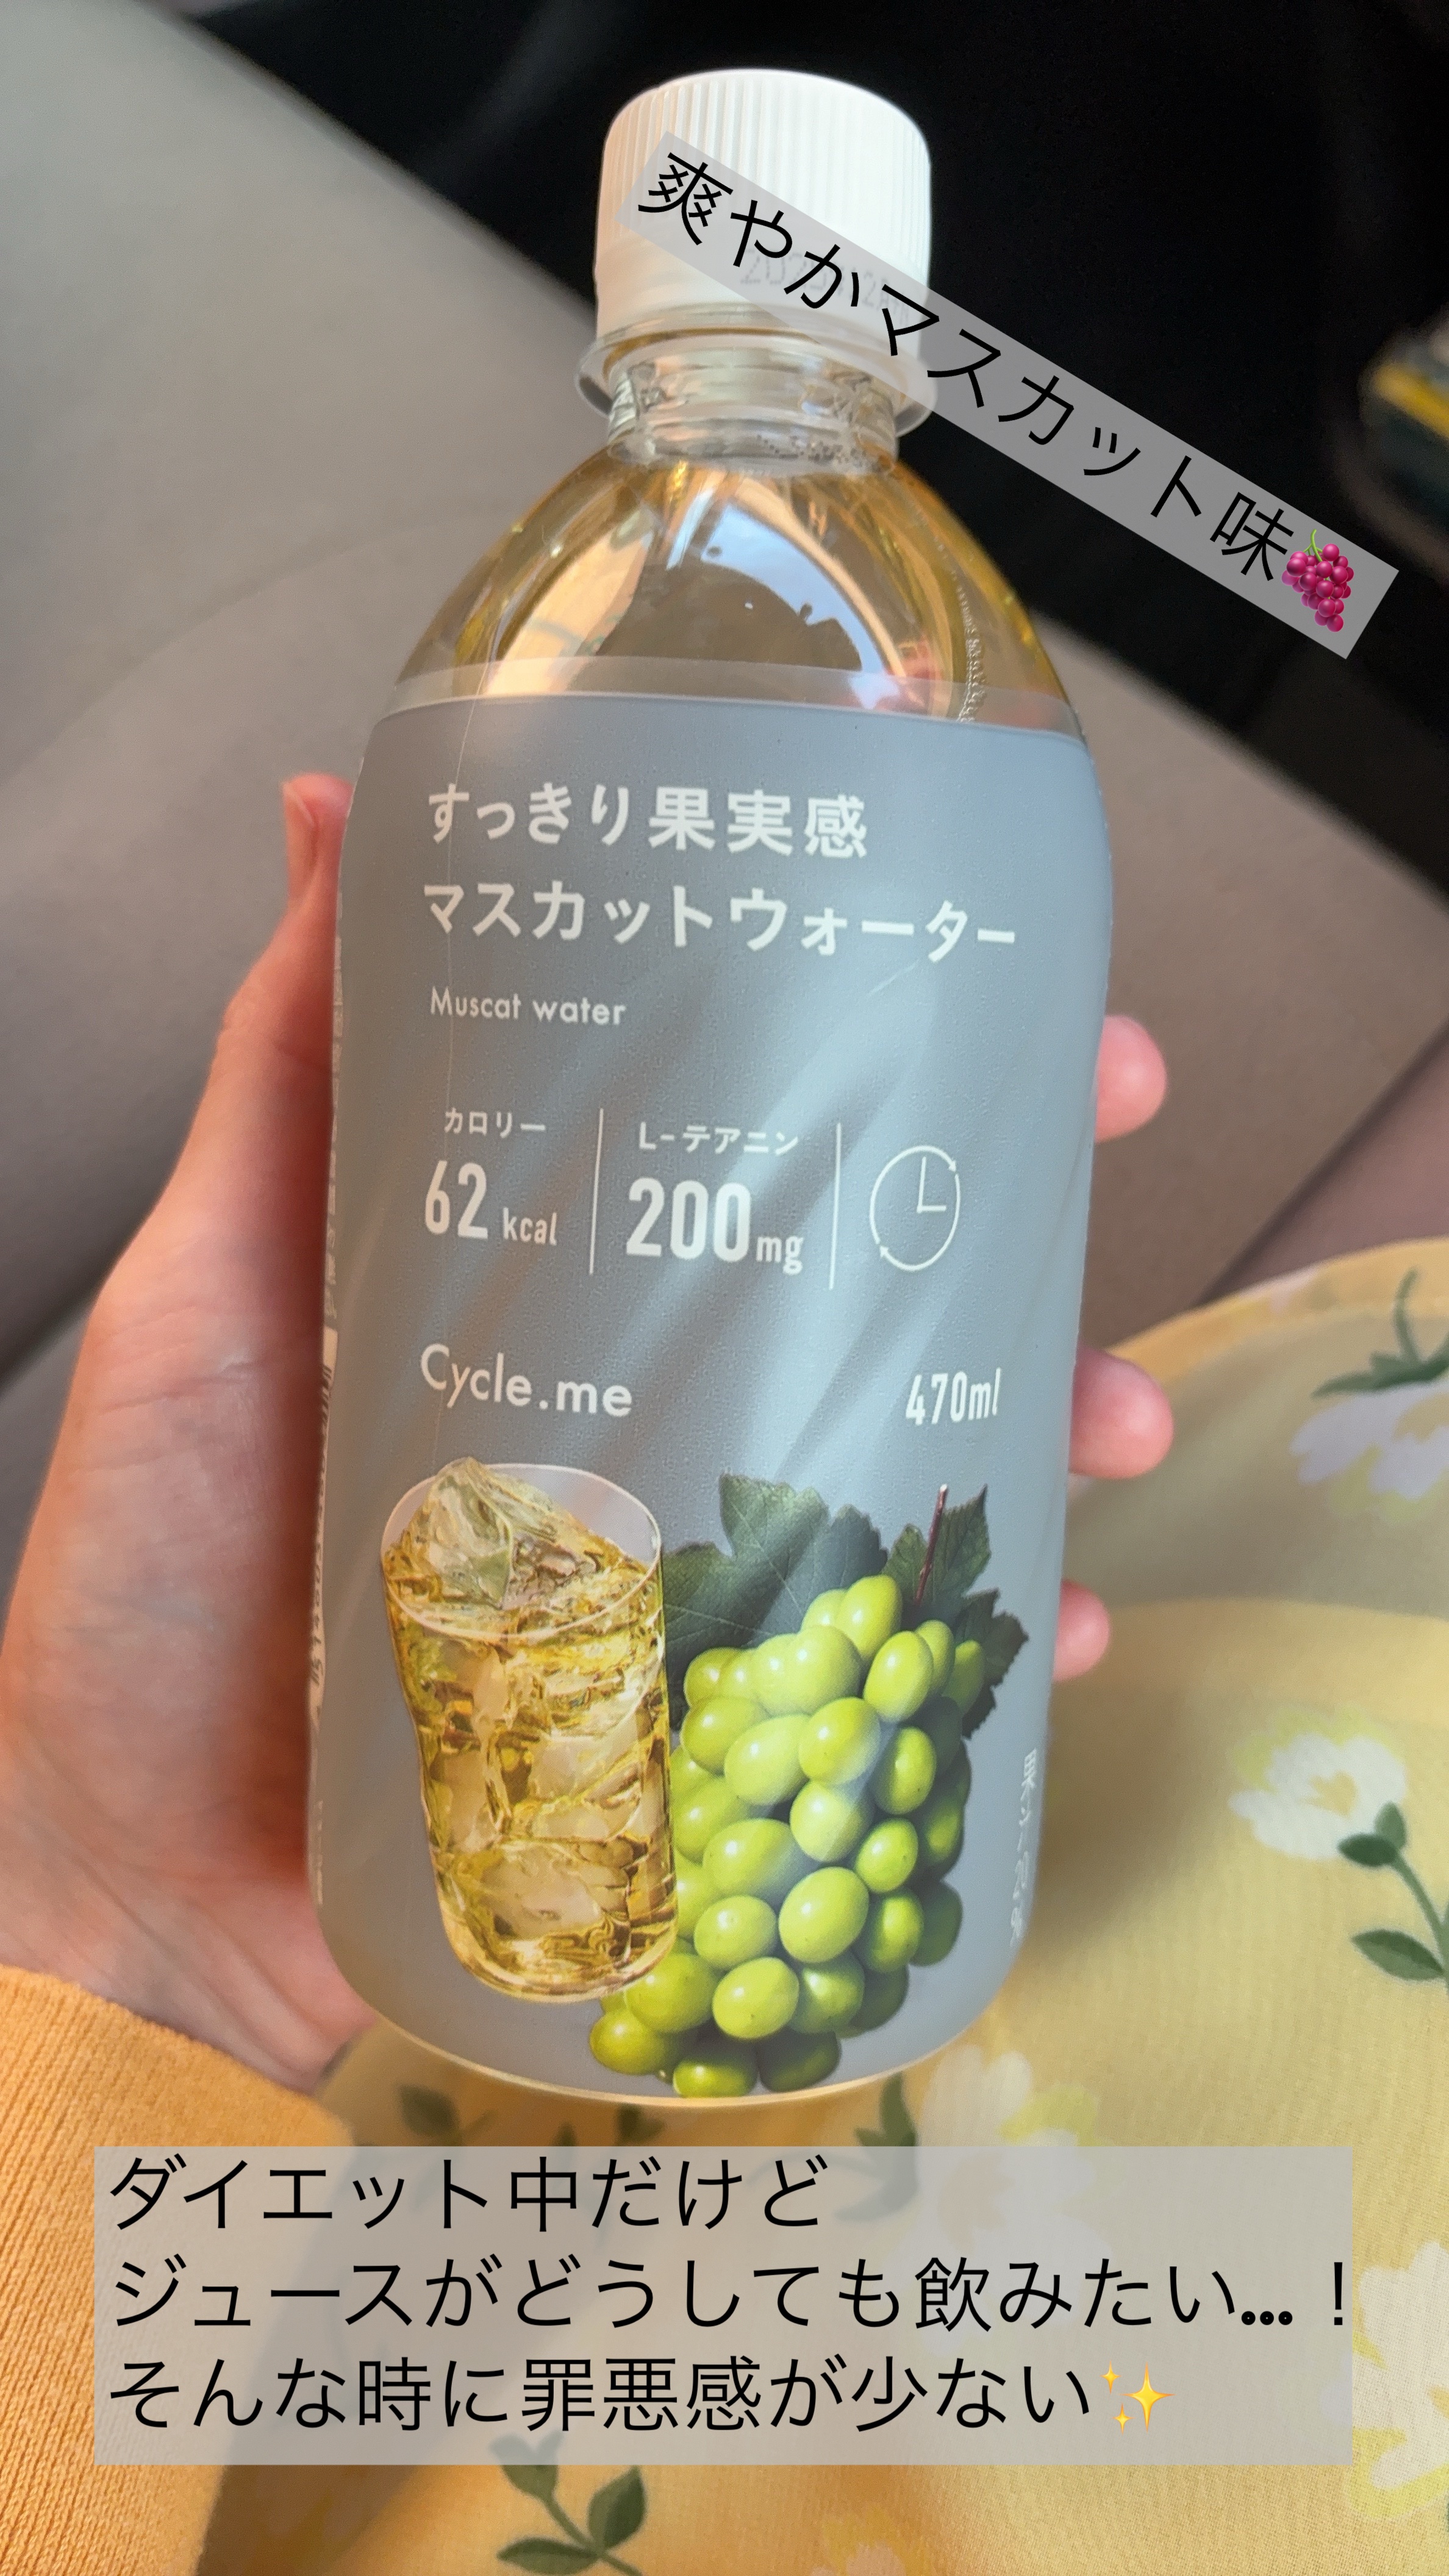 爽やかマスカット味🍇
すっきり果実感
マスカットウォーター
Muscat water
カロリー
62 kcal
L-テアニン
200mg
Cycle.me
470ml
ダイエット中だけど
ジュースがどうしても飲みたい…！
そんな時に罪悪感が少ない✨